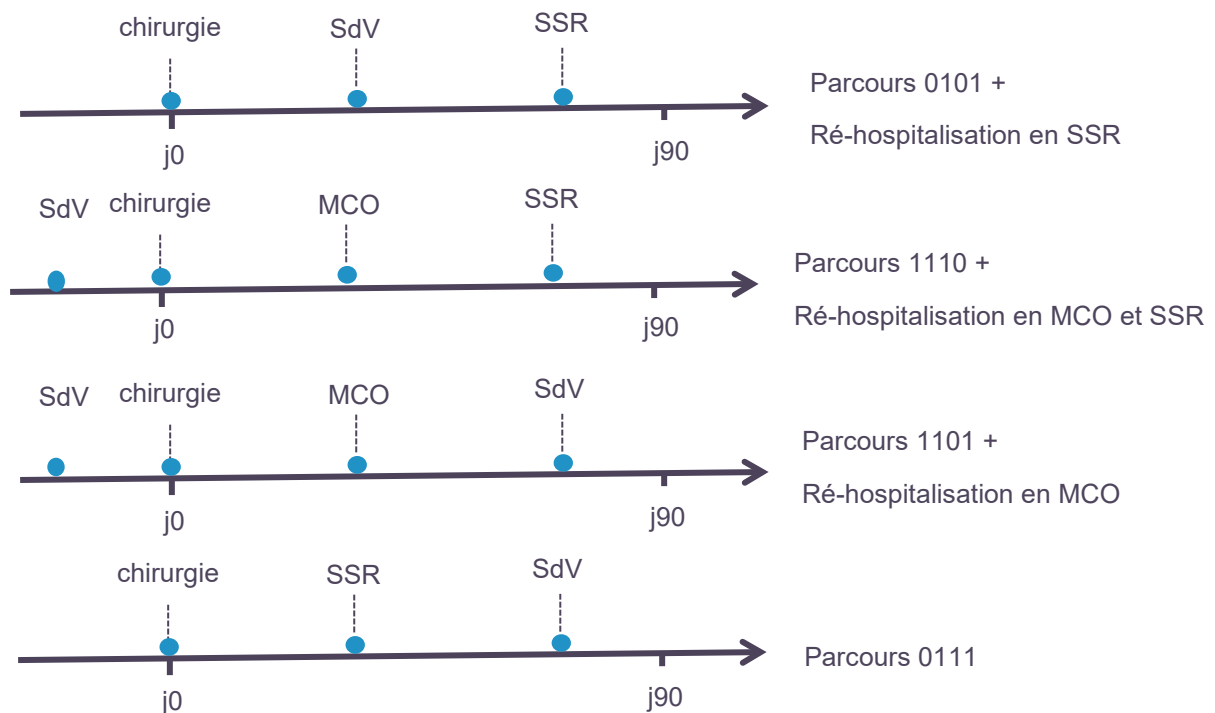 chirurgie SdV SSR
Parcours 0101 +
Ré-hospitalisation en SSR
j0 j90
SdV chirurgie MCO SSR
Parcours 1110 +
Ré-hospitalisation en MCO et SSR
j0 j90
SdV chirurgie MCO SdV
Parcours 1101 +
Ré-hospitalisation en MCO
j0 j90
chirurgie SSR SdV
Parcours 0111
j0 j90